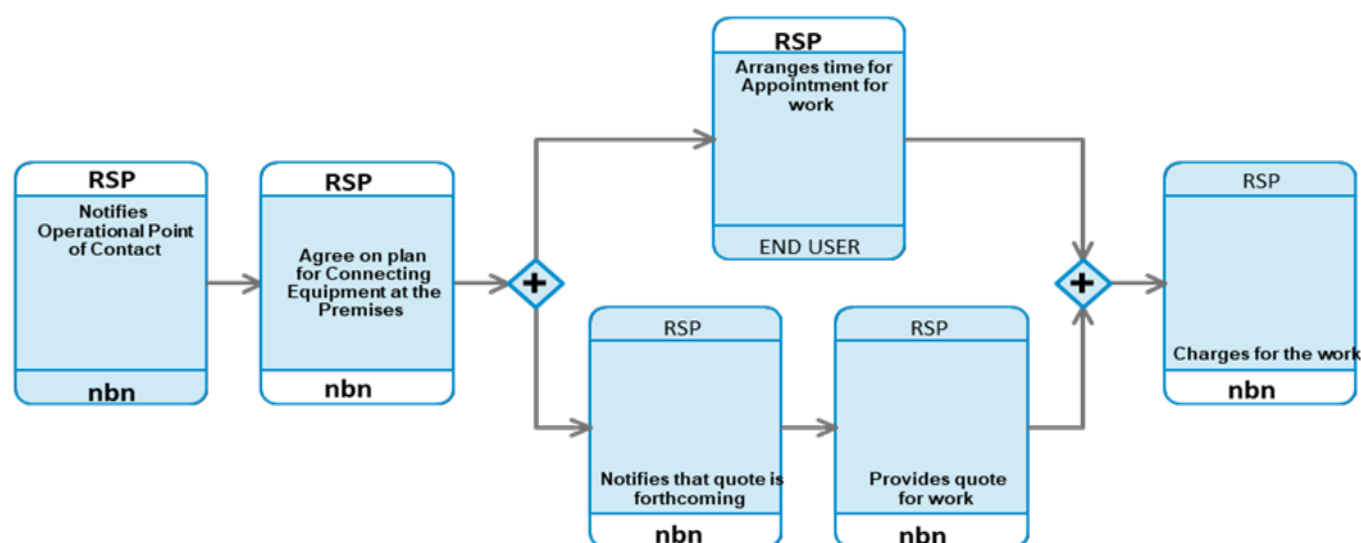 RSP
Notifies
Operational Point
of Contact
nbn
RSP
Agree on plan
for Connecting
Equipment at the
Premises
nbn
RSP
Arranges time for
Appointment for
work
END USER
RSP
Notifies that quote is
forthcoming
nbn
RSP
Provides quote
for work
nbn
RSP
Charges for the work
nbn